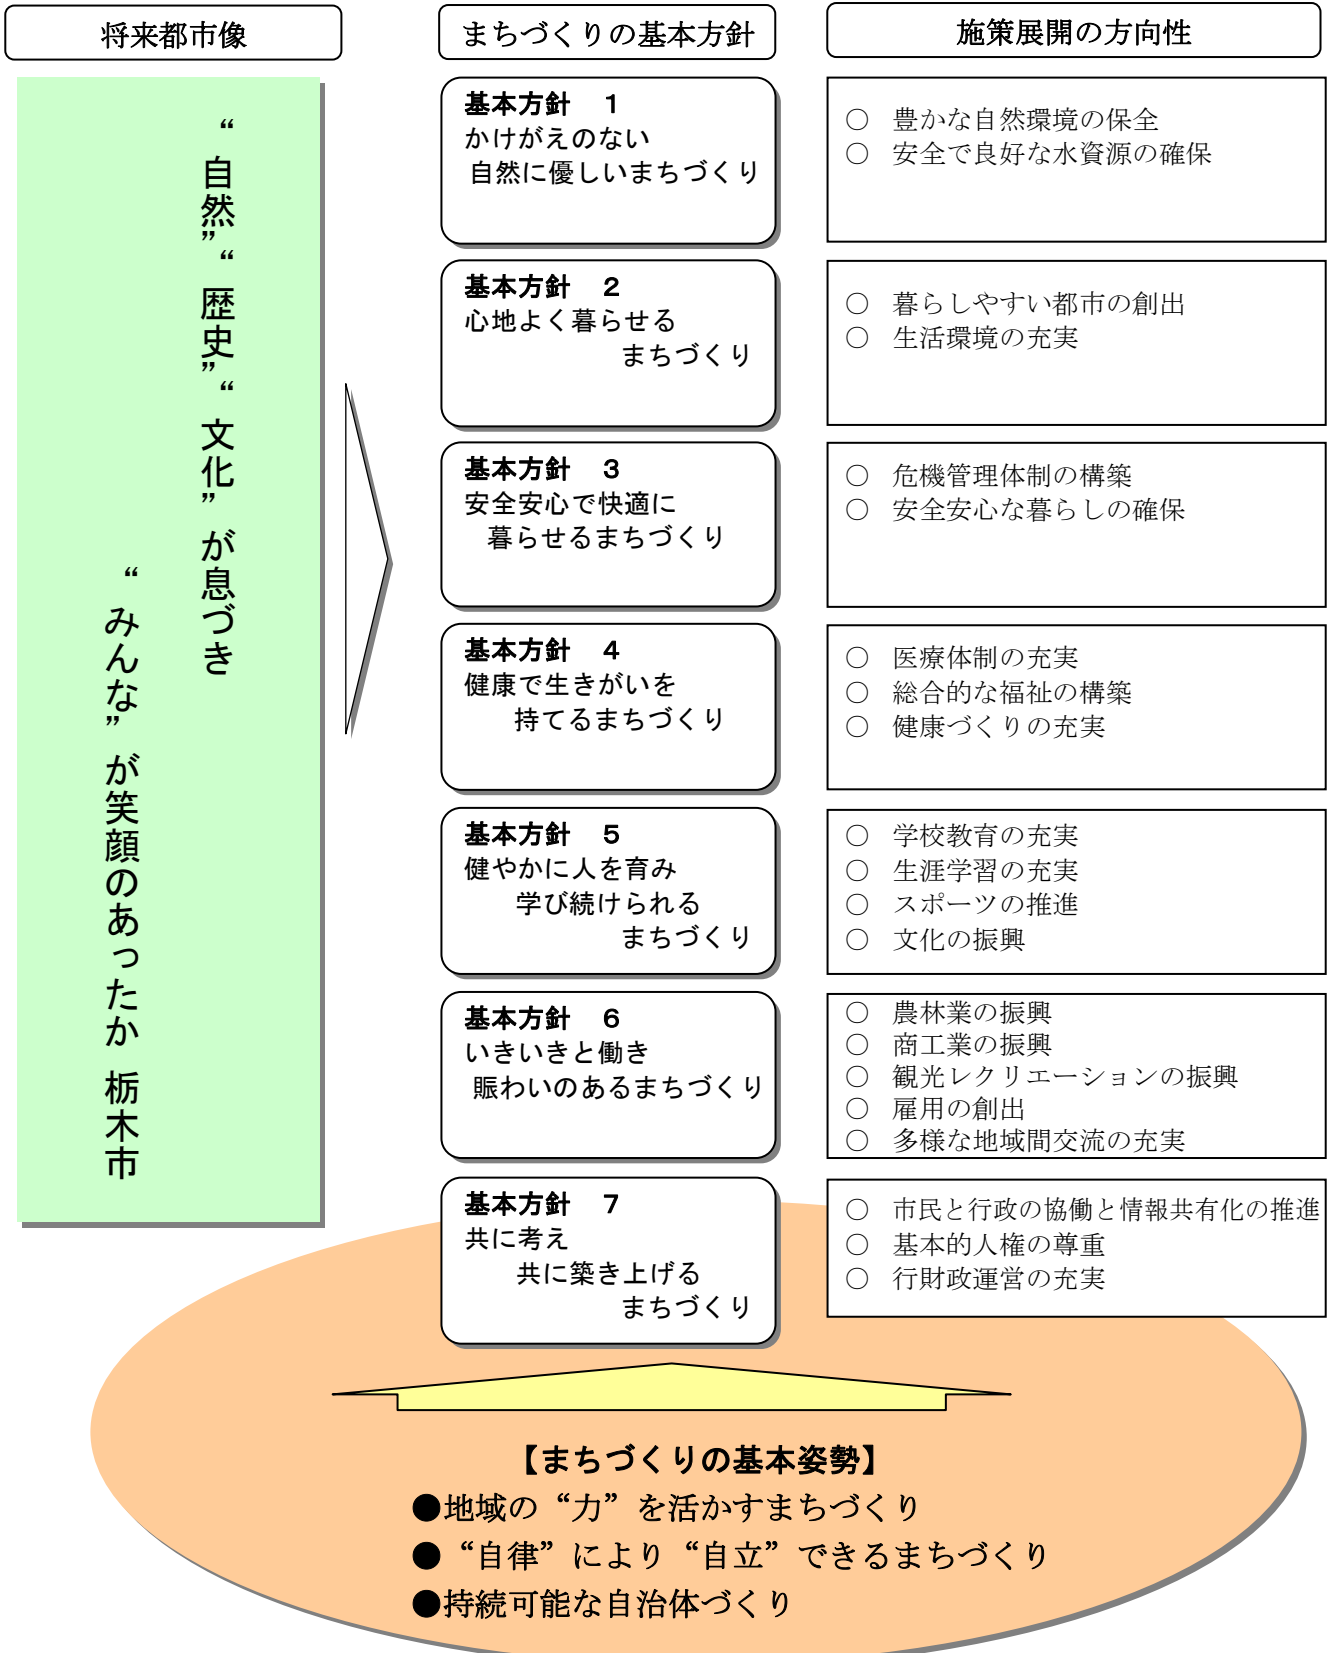 将来都市像
“自然”“歴史”“文化”が息づき
“みんな”が笑顔のあったか 栃木市
まちづくりの基本方針
基本方針　1
かけがえのない
自然に優しいまちづくり
基本方針　2
心地よく暮らせる
まちづくり
基本方針　3
安全安心で快適に
暮らせるまちづくり
基本方針　4
健康で生きがいを
持てるまちづくり
基本方針　5
健やかに人を育み
学び続けられる
まちづくり
基本方針　6
いきいきと働き
賑わいのあるまちづくり
基本方針　7
共に考え
共に築き上げる
まちづくり
施策展開の方向性
○　豊かな自然環境の保全
○　安全で良好な水資源の確保
○　暮らしやすい都市の創出
○　生活環境の充実
○　危機管理体制の構築
○　安全安心な暮らしの確保
○　医療体制の充実
○　総合的な福祉の構築
○　健康づくりの充実
○　学校教育の充実
○　生涯学習の充実
○　スポーツの推進
○　文化の振興
○　農林業の振興
○　商工業の振興
○　観光レクリエーションの振興
○　雇用の創出
○　多様な地域間交流の充実
○　市民と行政の協働と情報共有化の推進
○　基本的人権の尊重
○　行財政運営の充実
【まちづくりの基本姿勢】
●地域の“力”を活かすまちづくり
●“自律”により“自立”できるまちづくり
●持続可能な自治体づくり